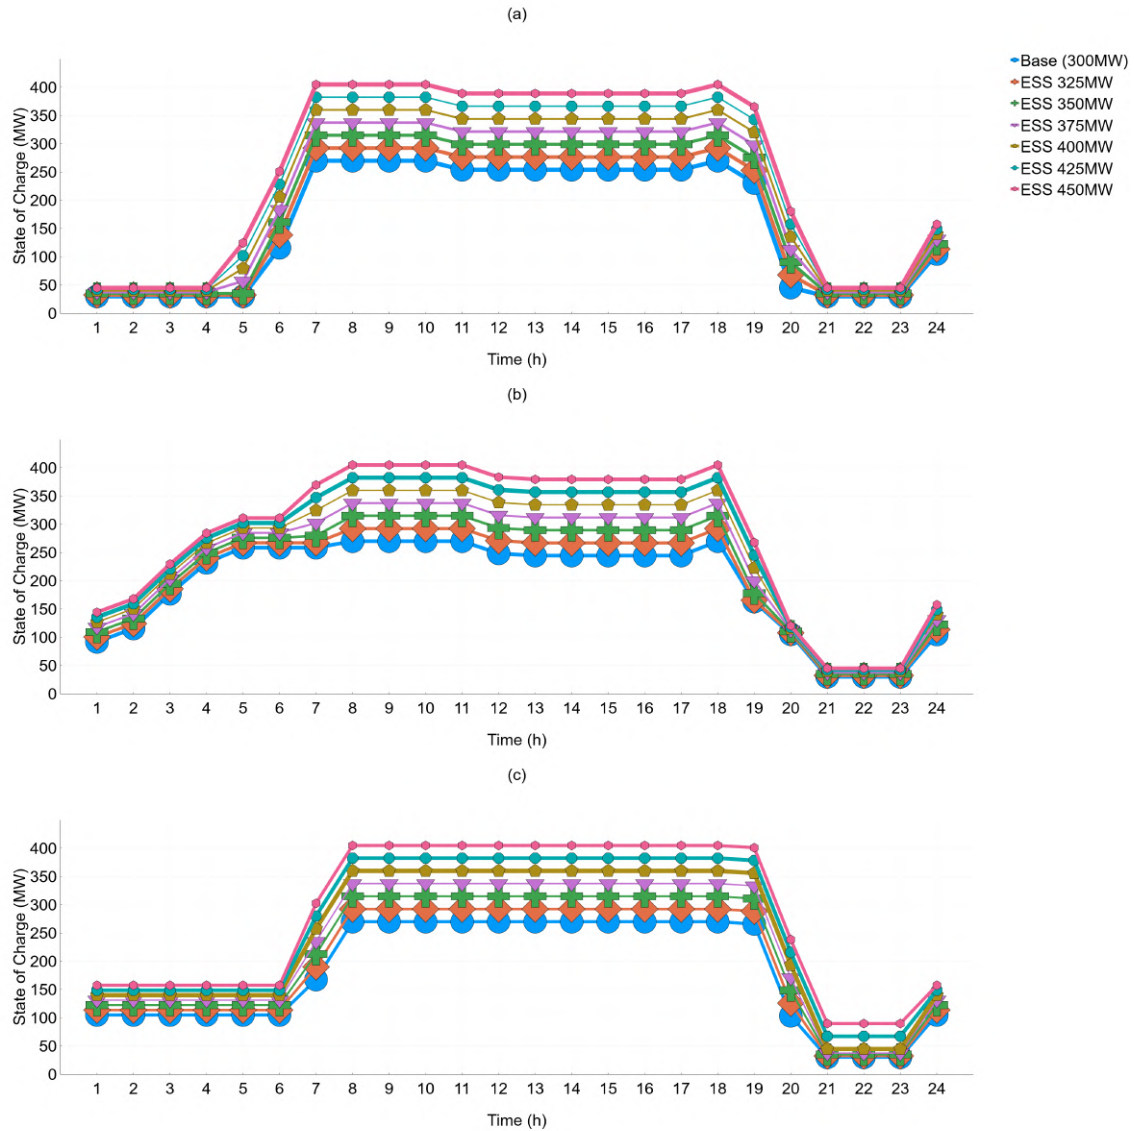 (a)
400
350
300
250
200
150
100
50
0
State of Charge (MW)
1 2 3 4 5 6 7 8 9 10 11 12 13 14 15 16 17 18 19 20 21 22 23 24
Time (h)
Base (300MW)
ESS 325MW
ESS 350MW
ESS 375MW
ESS 400MW
ESS 425MW
ESS 450MW
(b)
400
350
300
250
200
150
100
50
0
State of Charge (MW)
1 2 3 4 5 6 7 8 9 10 11 12 13 14 15 16 17 18 19 20 21 22 23 24
Time (h)
(c)
400
350
300
250
200
150
100
50
0
State of Charge (MW)
1 2 3 4 5 6 7 8 9 10 11 12 13 14 15 16 17 18 19 20 21 22 23 24
Time (h)